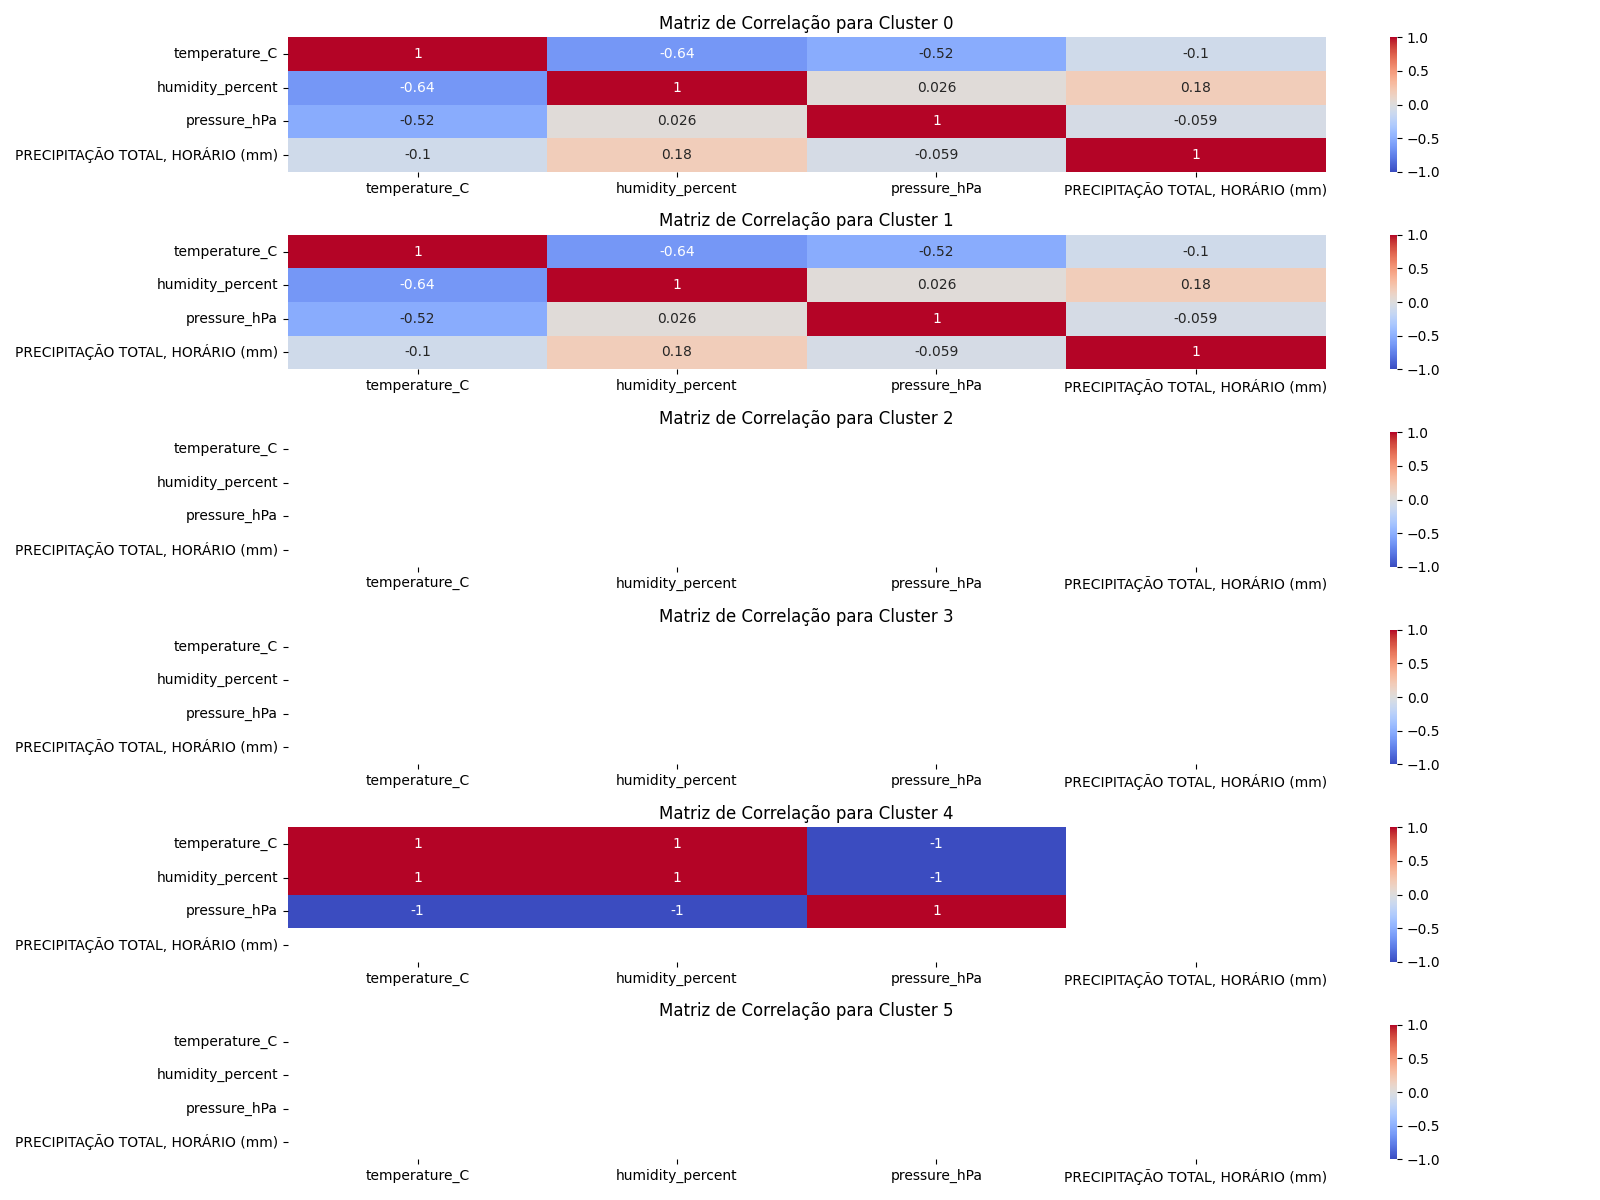 Matriz de Correlação para Cluster 0
temperature_C 1 -0.64 -0.52 -0.1 1.0
humidity_percent -0.64 1 0.026 0.18 0.5
pressure_hPa -0.52 0.026 1 -0.059 0.0
PRECIPITAÇÃO TOTAL, HORÁRIO (mm) -0.1 0.18 -0.059 1 −0.5
temperature_C humidity_percent pressure_hPa PRECIPITAÇÃO TOTAL, HORÁRIO (mm) −1.0
Matriz de Correlação para Cluster 1
temperature_C 1 -0.64 -0.52 -0.1 1.0
humidity_percent -0.64 1 0.026 0.18 0.5
pressure_hPa -0.52 0.026 1 -0.059 0.0
PRECIPITAÇÃO TOTAL, HORÁRIO (mm) -0.1 0.18 -0.059 1 −0.5
temperature_C humidity_percent pressure_hPa PRECIPITAÇÃO TOTAL, HORÁRIO (mm) −1.0
Matriz de Correlação para Cluster 2
temperature_C 1.0
humidity_percent 0.5
pressure_hPa 0.0
PRECIPITAÇÃO TOTAL, HORÁRIO (mm) −0.5
temperature_C humidity_percent pressure_hPa PRECIPITAÇÃO TOTAL, HORÁRIO (mm) −1.0
Matriz de Correlação para Cluster 3
temperature_C 1.0
humidity_percent 0.5
pressure_hPa 0.0
PRECIPITAÇÃO TOTAL, HORÁRIO (mm) −0.5
temperature_C humidity_percent pressure_hPa PRECIPITAÇÃO TOTAL, HORÁRIO (mm) −1.0
Matriz de Correlação para Cluster 4
temperature_C 1 1 -1 1.0
humidity_percent 1 1 -1 0.5
pressure_hPa -1 -1 1 0.0
PRECIPITAÇÃO TOTAL, HORÁRIO (mm) −0.5
temperature_C humidity_percent pressure_hPa PRECIPITAÇÃO TOTAL, HORÁRIO (mm) −1.0
Matriz de Correlação para Cluster 5
temperature_C 1.0
humidity_percent 0.5
pressure_hPa 0.0
PRECIPITAÇÃO TOTAL, HORÁRIO (mm) −0.5
temperature_C humidity_percent pressure_hPa PRECIPITAÇÃO TOTAL, HORÁRIO (mm) −1.0